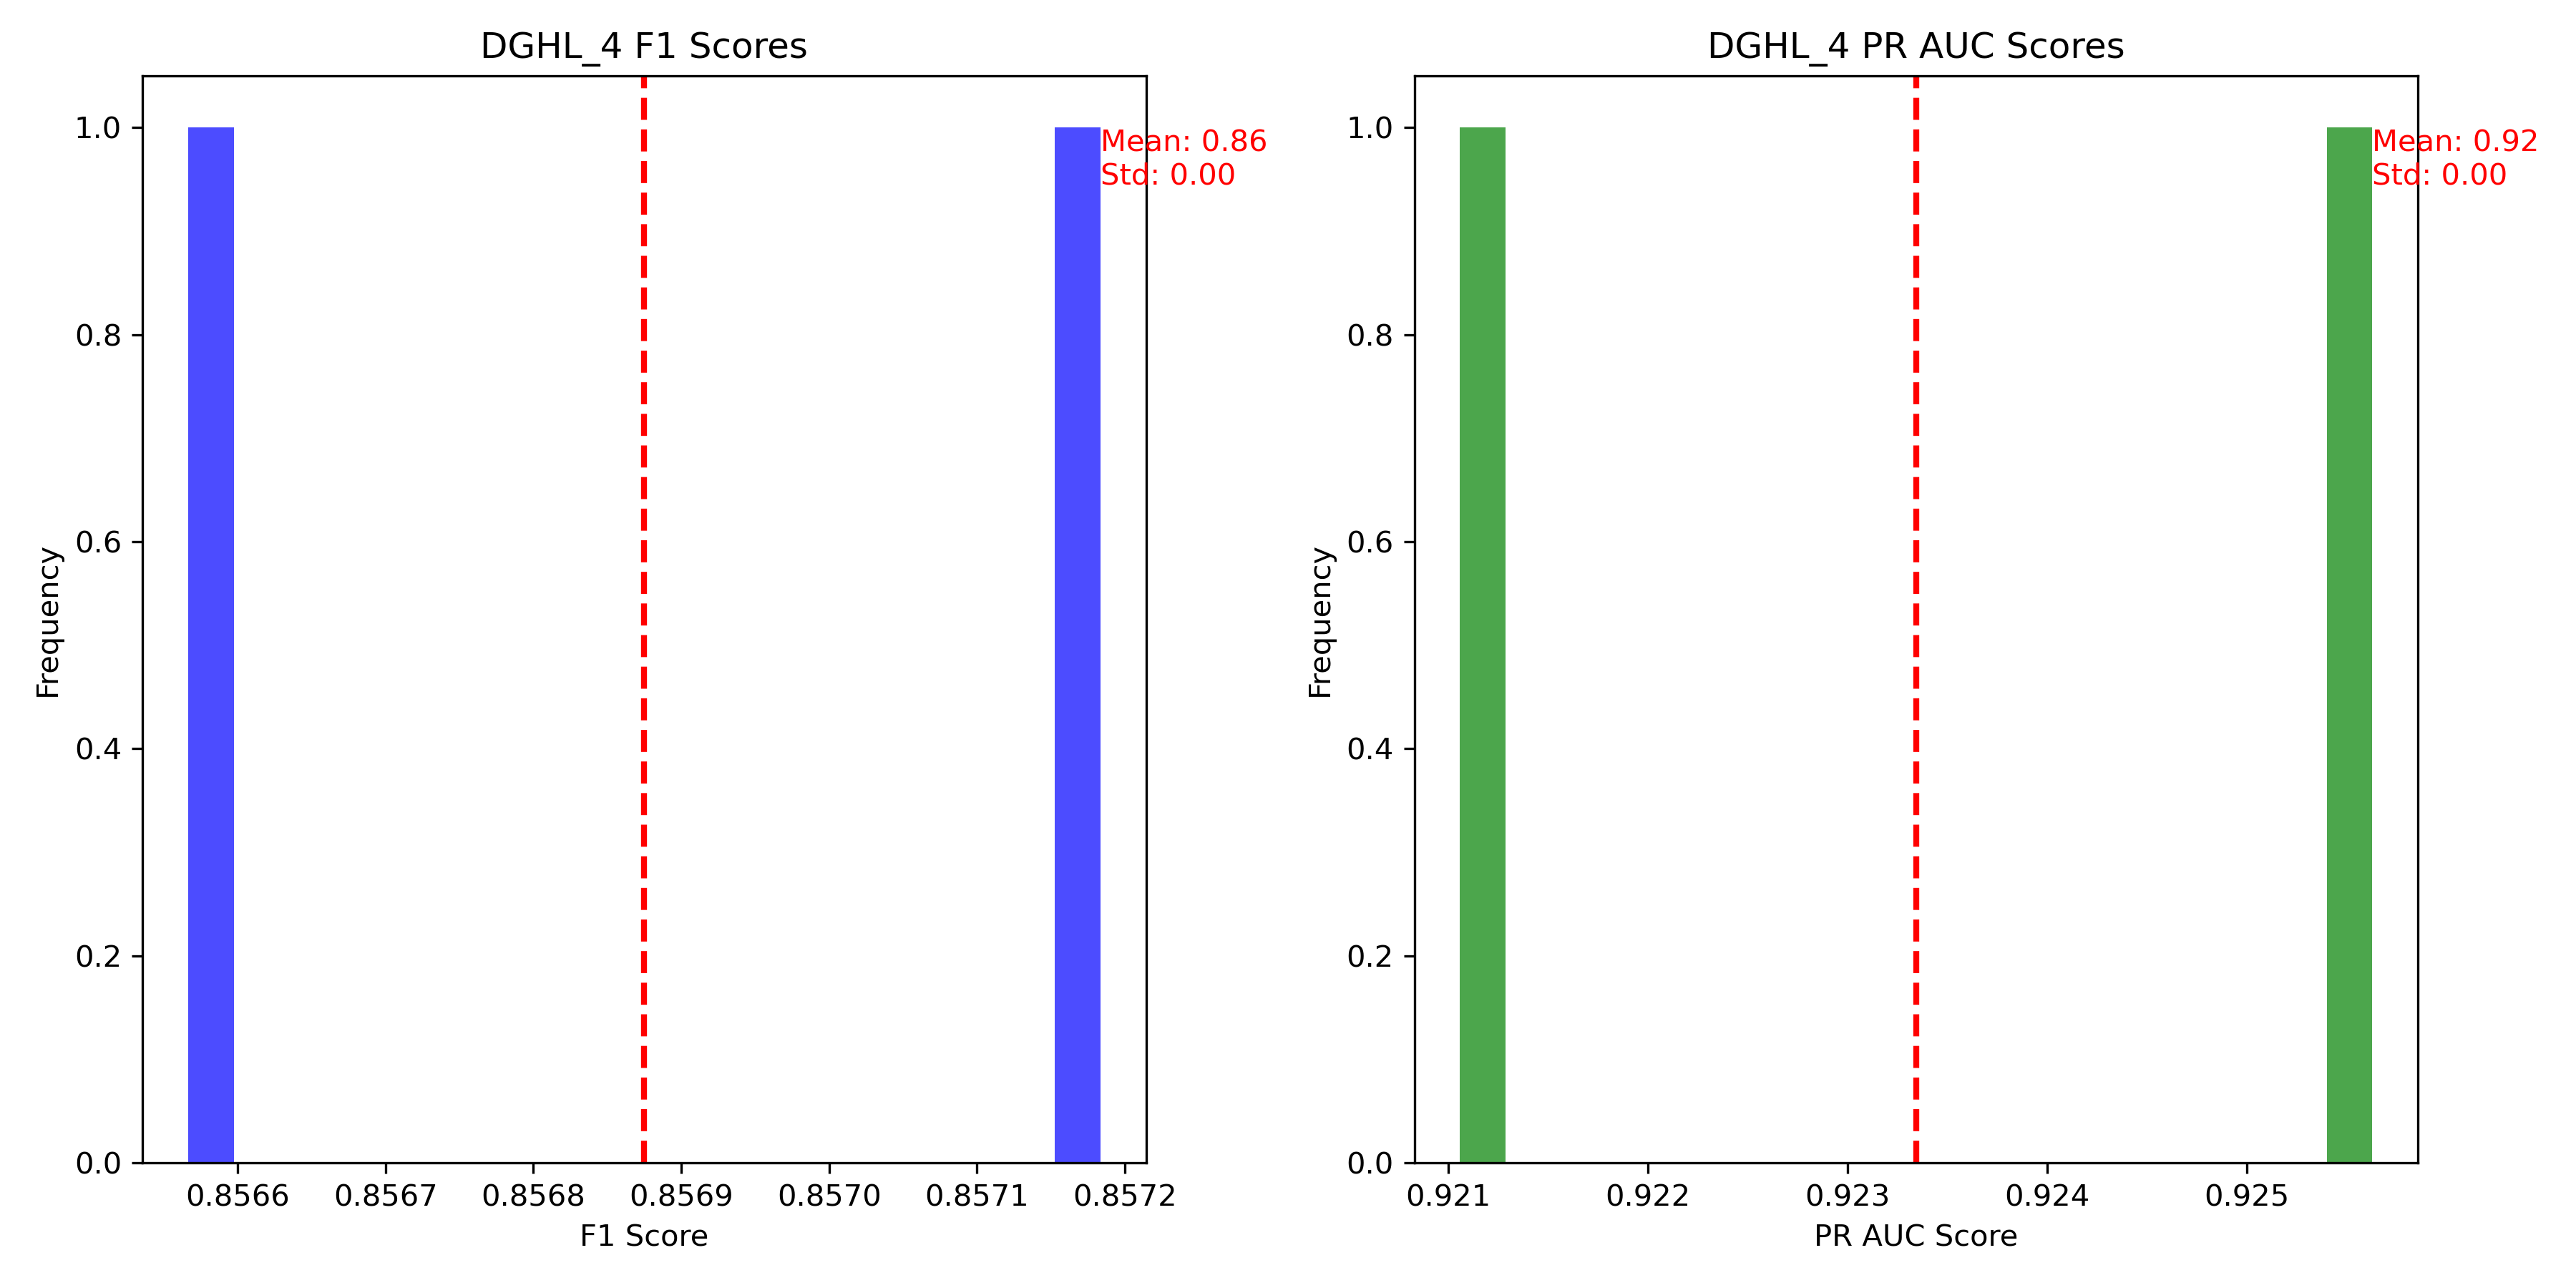 DGHL_4 F1 Scores
1.0
0.8
0.6
0.4
0.2
0.0
Frequency
Mean: 0.86
Std: 0.00
0.8566 0.8567 0.8568 0.8569 0.8570 0.8571 0.8572
F1 Score
DGHL_4 PR AUC Scores
1.0
0.8
0.6
0.4
0.2
0.0
Frequency
Mean: 0.92
Std: 0.00
0.921 0.922 0.923 0.924 0.925
PR AUC Score